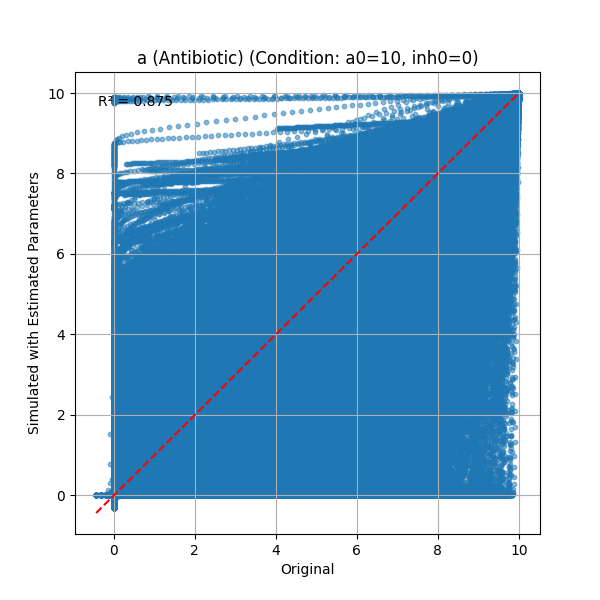 a (Antibiotic) (Condition: a0=10, inh0=0)
R² = 0.875
10
8
6
4
2
0
Simulated with Estimated Parameters
0 2 4 6 8 10
Original